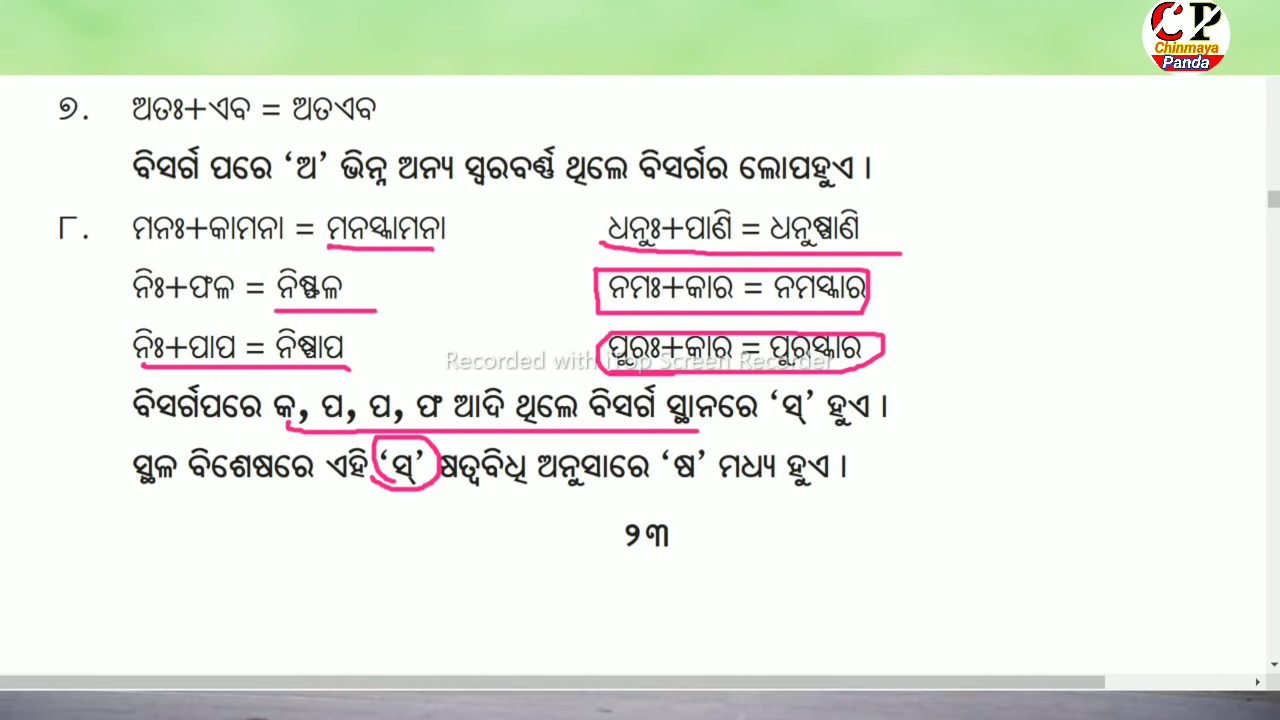 CP
Chinmaya
Panda
୭. ଅତଃ+ଏବ = ଅତଏବ
ବିସର୍ଗ ପରେ ‘ଅ’ ଭିନ୍ନ ଅନ୍ୟ ସ୍ୱରବର୍ଣ୍ଣ ଥିଲେ ବିସର୍ଗର ଲୋପହୁଏ ।
୮. ମନଃ+କାମନା = ମନସ୍କାମନା ଧନୁଃ+ପାଣି = ଧନୁଷ୍ପାଣି
ନିଃ+ଫଳ = ନିଷ୍ଫଳ ନମଃ+କାର = ନମସ୍କାର
ନିଃ+ପାପ = ନିଷ୍ପାପ ପୁରଃ+କାର = ପୁରସ୍କାର
Recorded with iTop Screen Recorder
ବିସର୍ଗପରେ କ, ପ, ପ, ଫ ଆଦି ଥିଲେ ବିସର୍ଗ ସ୍ଥାନରେ ‘ସ୍’ ହୁଏ ।
ସ୍ଥଳ ବିଶେଷରେ ଏହି ‘ସ୍’ ଷତ୍ୱବିଧି ଅନୁସାରେ ‘ଷ’ ମଧ୍ୟ ହୁଏ ।
୨୩